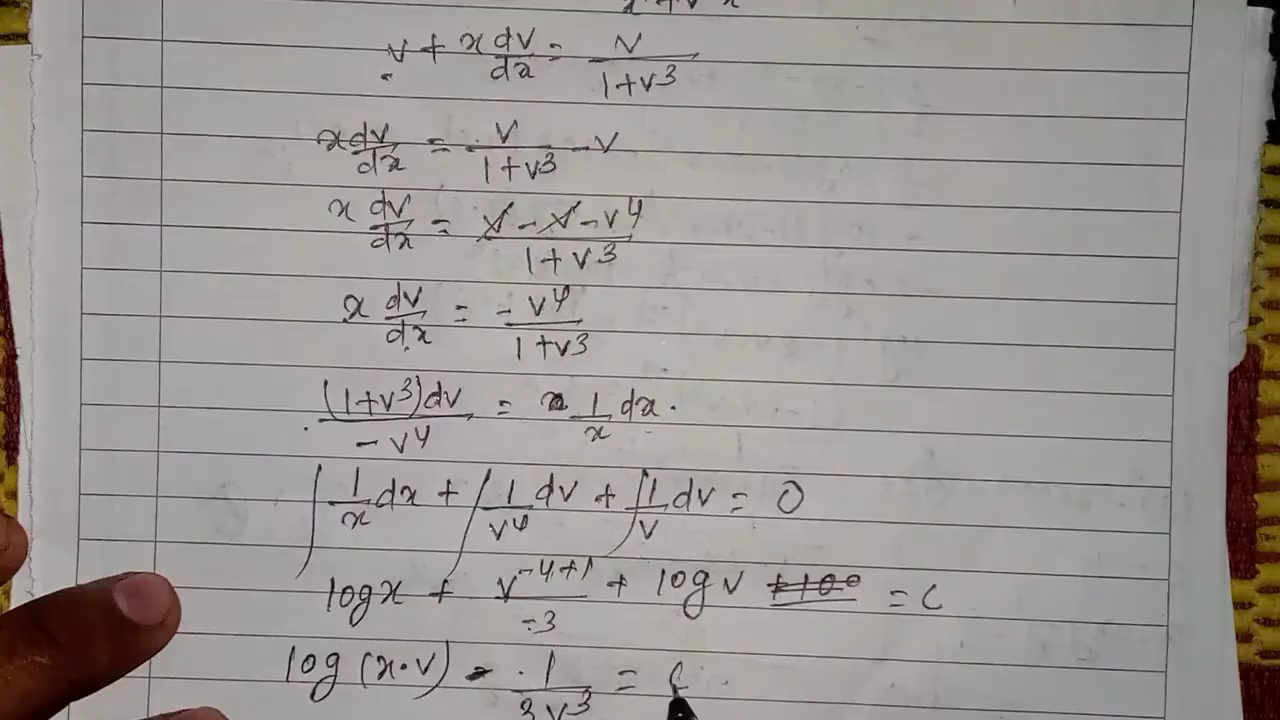 v + x dv/dx = v/1+v³
x dv/dx = v/1+v³ - v
x dv/dx = v - v - v⁴/1+v³
x dv/dx = -v⁴/1+v³
(1+v³)dv/-v⁴ = 1/x dx.
∫1/x dx + ∫1/v⁴ dv + ∫1/v dv = 0
logx + v⁻⁴⁺¹/-3 + logv = c
log(x·v) - 1/3v³ = c